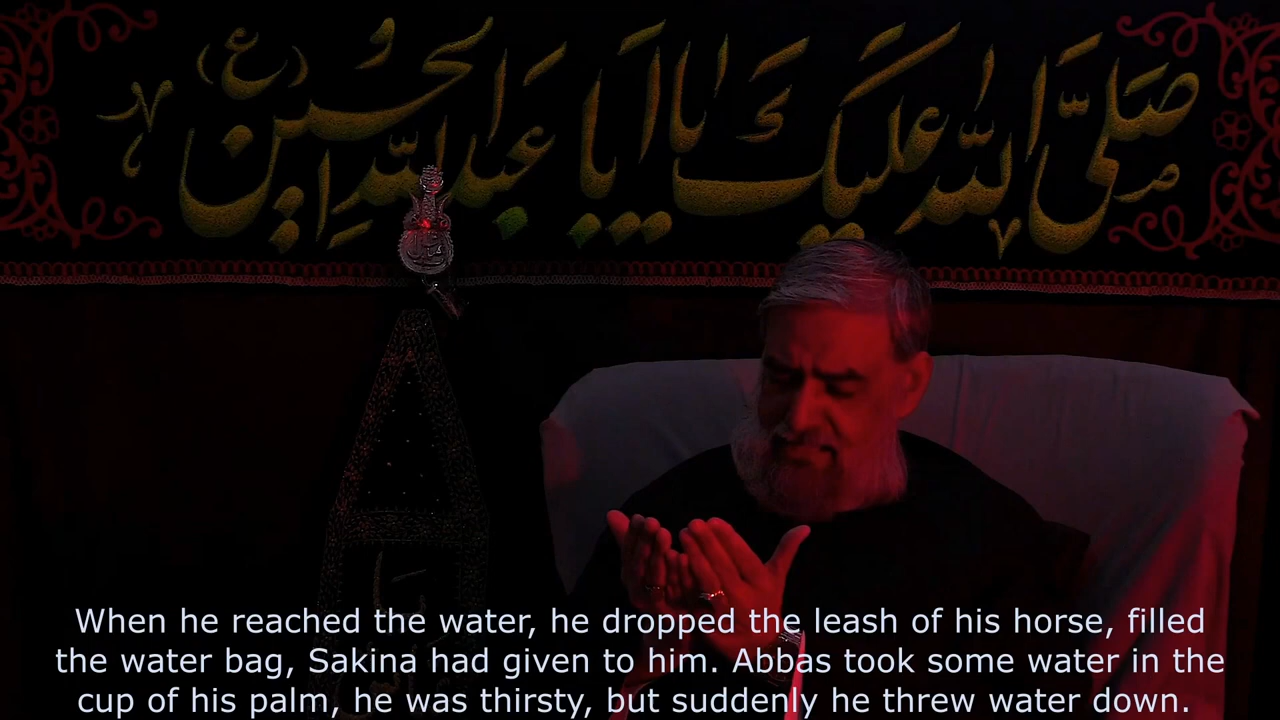 صلى الله عليك يا ابا عبد الله الحسين (ع)
When he reached the water, he dropped the leash of his horse, filled
the water bag, Sakina had given to him. Abbas took some water in the
cup of his palm, he was thirsty, but suddenly he threw water down.